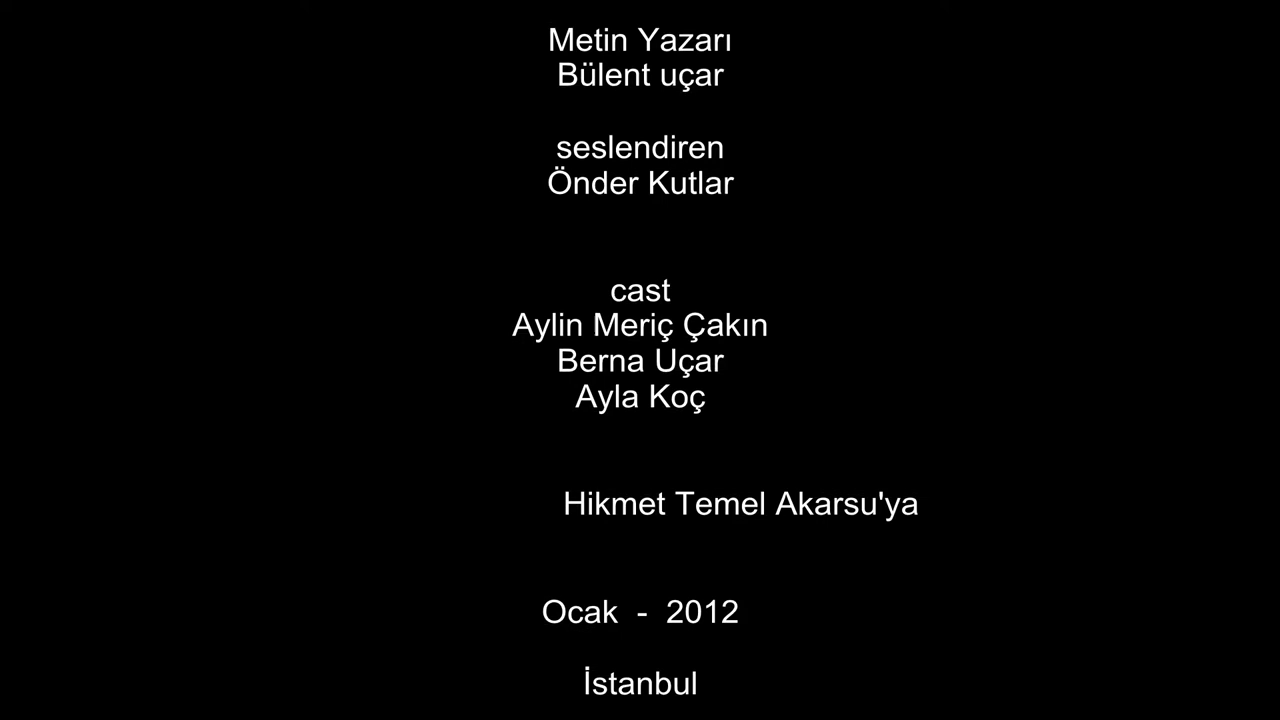 Metin Yazarı
Bülent uçar
seslendiren
Önder Kutlar
cast
Aylin Meriç Çakın
Berna Uçar
Ayla Koç
Hikmet Temel Akarsu'ya
Ocak - 2012
İstanbul